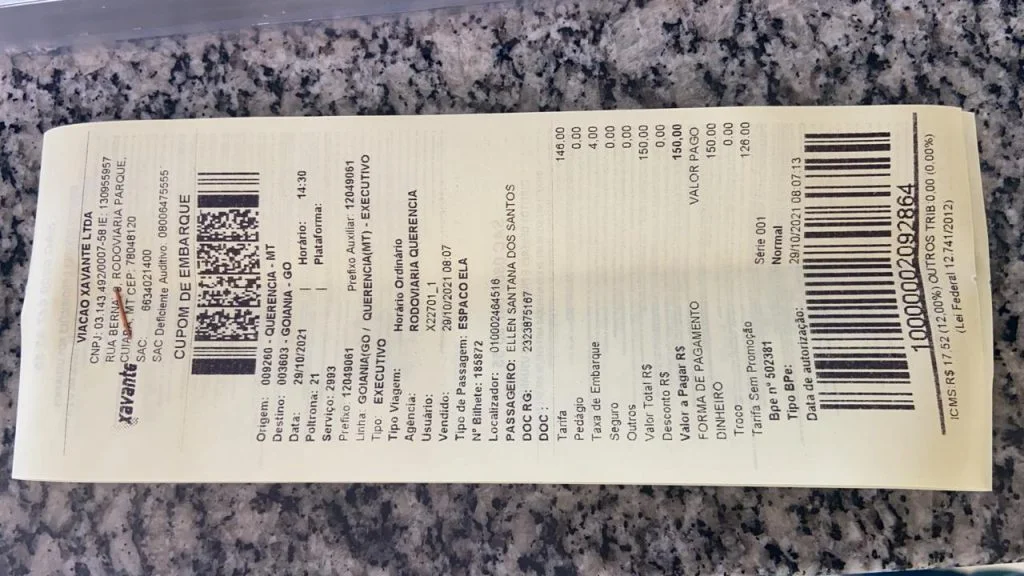 VIACAO XAVANTE LTDA
CNPJ: 03.143.492/0007-58 IE: 130955957
RODOVIARIA PARQUE,
MT CEP: 78048120
SAC: 6634021400
SAC Deficiente Auditivo: 08006475555
xavante
CUPOM DE EMBARQUE
Origem: 009260 - QUERENCIA - MT
Destino: 003603 - GOIANIA - GO
Data: 29/10/2021 | Horário: 14:30
Poltrona: 21 | Plataforma:
Serviço: 2993
Prefixo 12049061 Prefixo Auxiliar: 12049061
Linha: GOIANIA(GO / QUERENCIA(MT) - EXECUTIVO
Tipo EXECUTIVO
Tipo Viagem: Horário Ordinário
Agência: RODOVIARIA QUERENCIA
Usuário: X22701_1
Vendido: 29/10/2021 08:07
Tipo de Passagem: ESPACO ELA
Nº Bilhete: 183872
Localizador: 010002464516
PASSAGEIRO: ELLEN SANTANA DOS SANTOS
DOC RG: 2323875167
DOC :
Tarifa 146,00
Pedágio 0,00
Taxa de Embarque 4,00
Seguro 0,00
Outros 0,00
Valor Total R$ 150,00
Desconto R$ 0,00
Valor a Pagar R$ 150,00
FORMA DE PAGAMENTO VALOR PAGO
DINHEIRO 150,00
Troco 0,00
Tarifa Sem Promoção 126,00
Bpe nº 502381 Série 001
Tipo BPe: Normal
Data de autorização: 29/10/2021 08:07:13
10000002092864
ICMS:R$ 17,52 (12,00%) OUTROS TRIB:0,00 (0,00%)
(Lei Federal 12.741/2012)